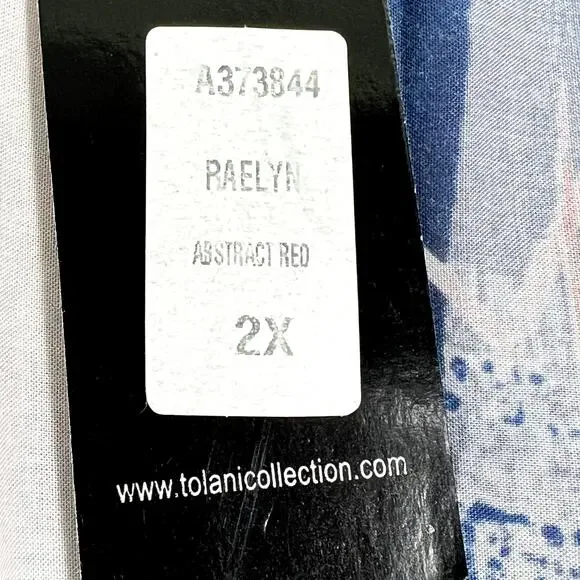 A373844
RAELYN
ABSTRACT RED
2X
www.tolanicollection.com